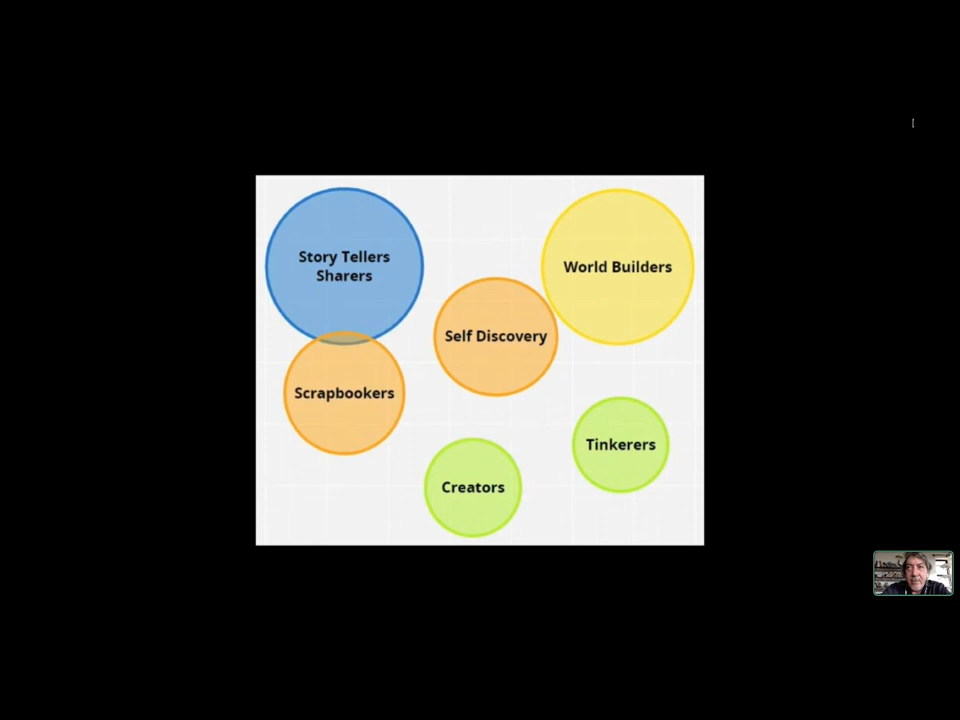 Story Tellers
Sharers
World Builders
Self Discovery
Scrapbookers
Tinkerers
Creators